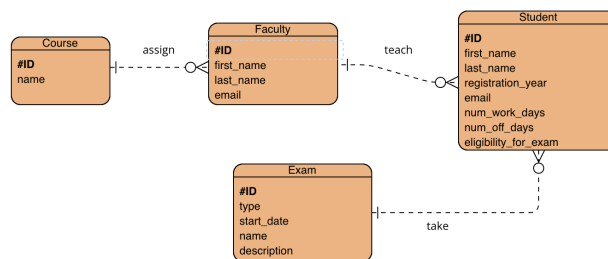 Course
#ID
name
assign
Faculty
#ID
first_name
last_name
email
teach
Student
#ID
first_name
last_name
registration_year
email
num_work_days
num_off_days
eligibility_for_exam
Exam
#ID
type
start_date
name
description
take